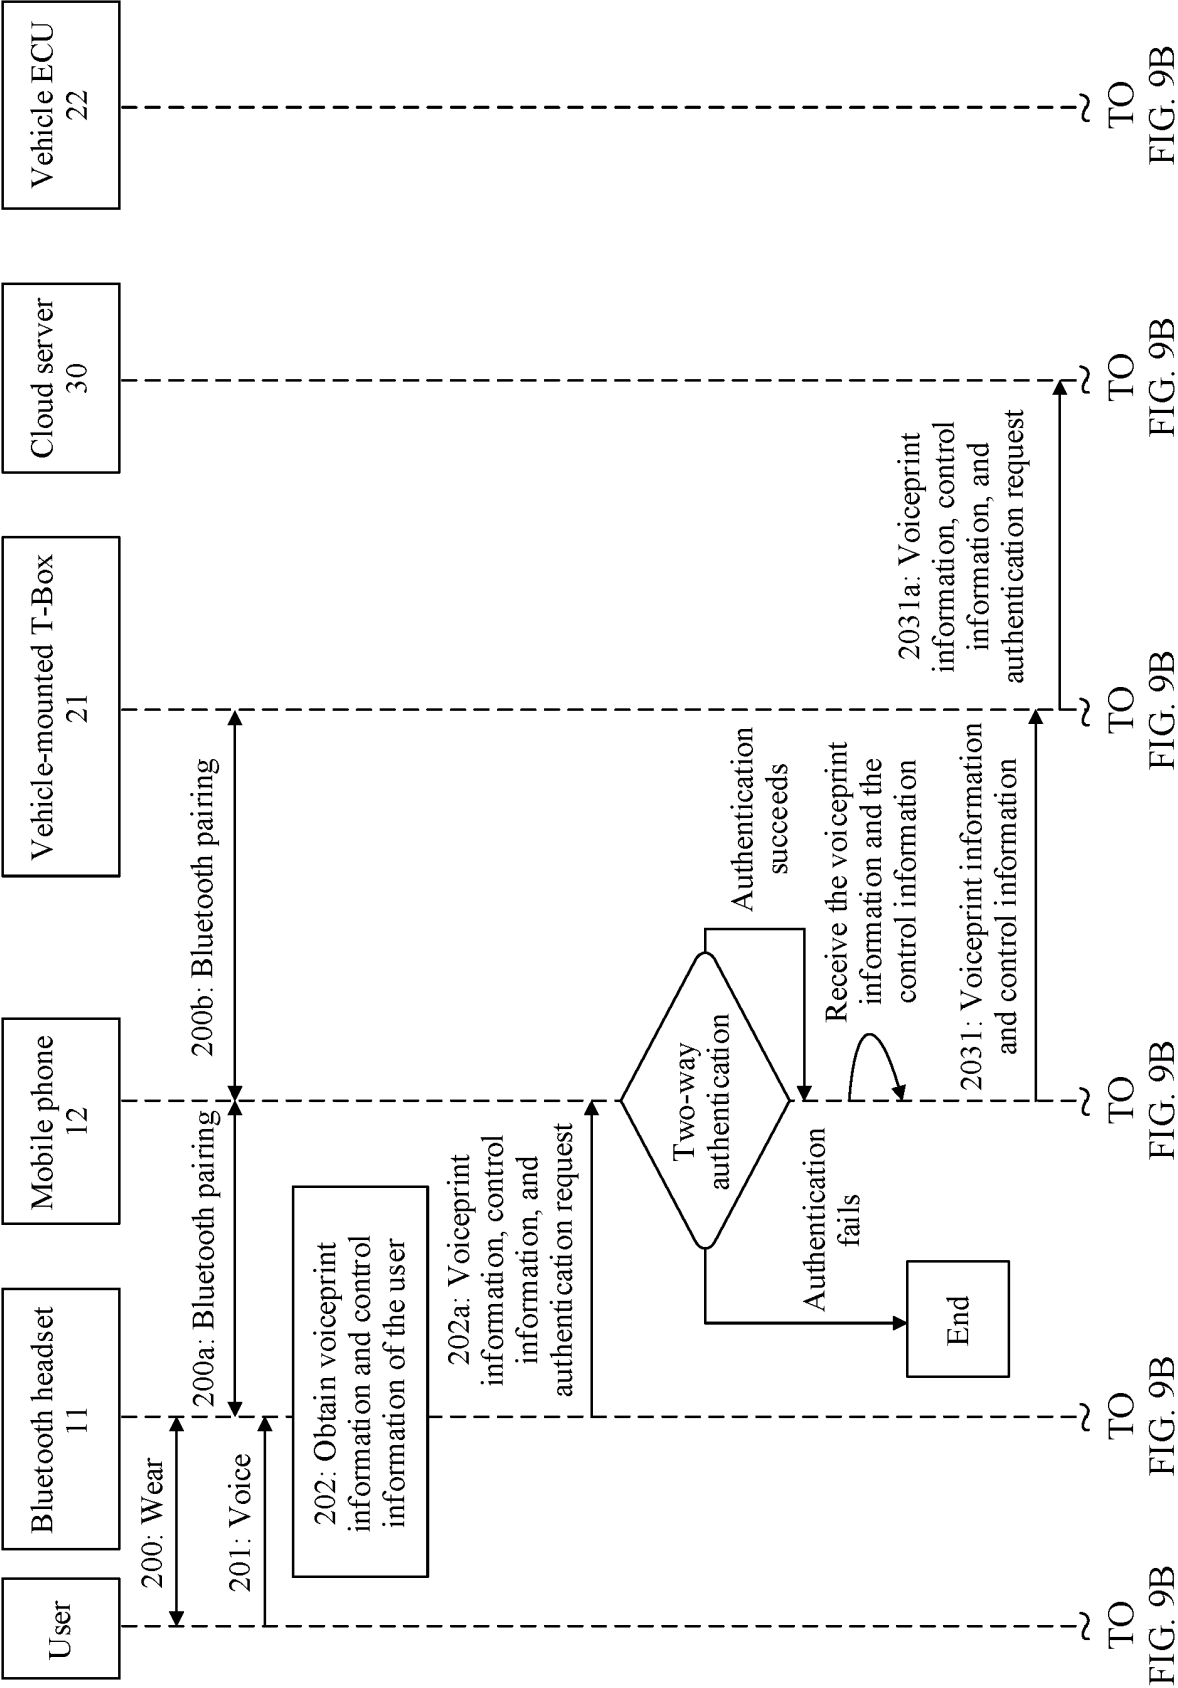 User
Bluetooth headset
11
Mobile phone
12
Vehicle-mounted T-Box
21
Cloud server
30
Vehicle ECU
22
200: Wear
200a: Bluetooth pairing
200b: Bluetooth pairing
201: Voice
202: Obtain voiceprint
information and control
information of the user
202a: Voiceprint
information, control
information, and
authentication request
Two-way
authentication
Authentication
succeeds
Authentication
fails
End
Receive the voiceprint
information and the
control information
2031: Voiceprint information
and control information
2031a: Voiceprint
information, control
information, and
authentication request
TO
FIG. 9B
TO
FIG. 9B
TO
FIG. 9B
TO
FIG. 9B
TO
FIG. 9B
TO
FIG. 9B